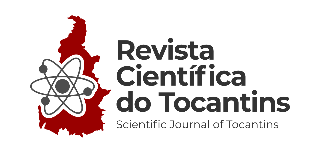 Revista
Científica
do Tocantins
Scientific Journal of Tocantins